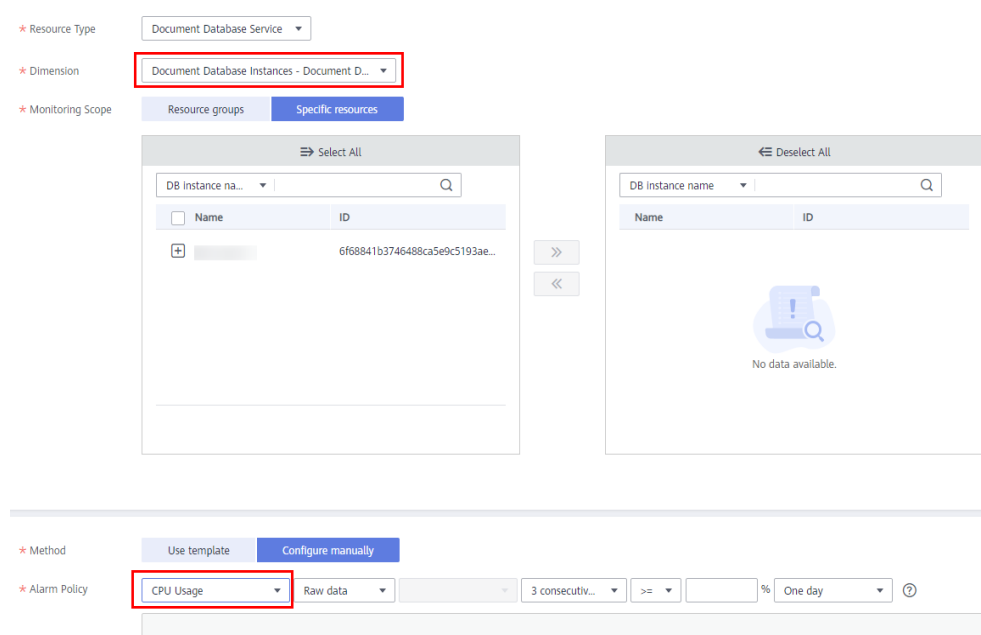 * Resource Type Document Database Service
* Dimension Document Database Instances - Document D...
* Monitoring Scope Resource groups Specific resources
Select All Deselect All
DB instance na... DB instance name
Name ID Name ID
6f68841b3746488ca5e9c5193ae...
No data available.
* Method Use template Configure manually
* Alarm Policy CPU Usage Raw data 3 consecutiv... >= % One day